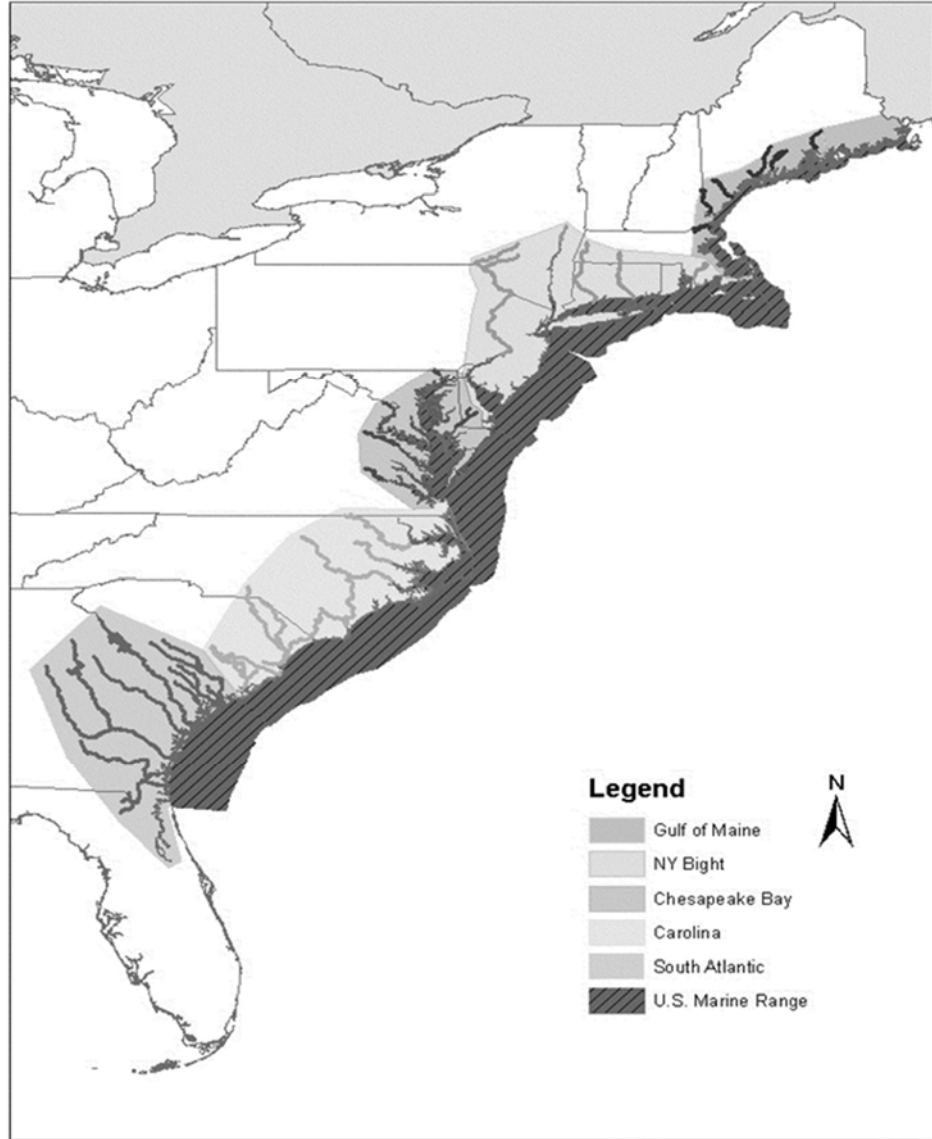 N
Legend
Gulf of Maine
NY Bight
Chesapeake Bay
Carolina
South Atlantic
U.S. Marine Range